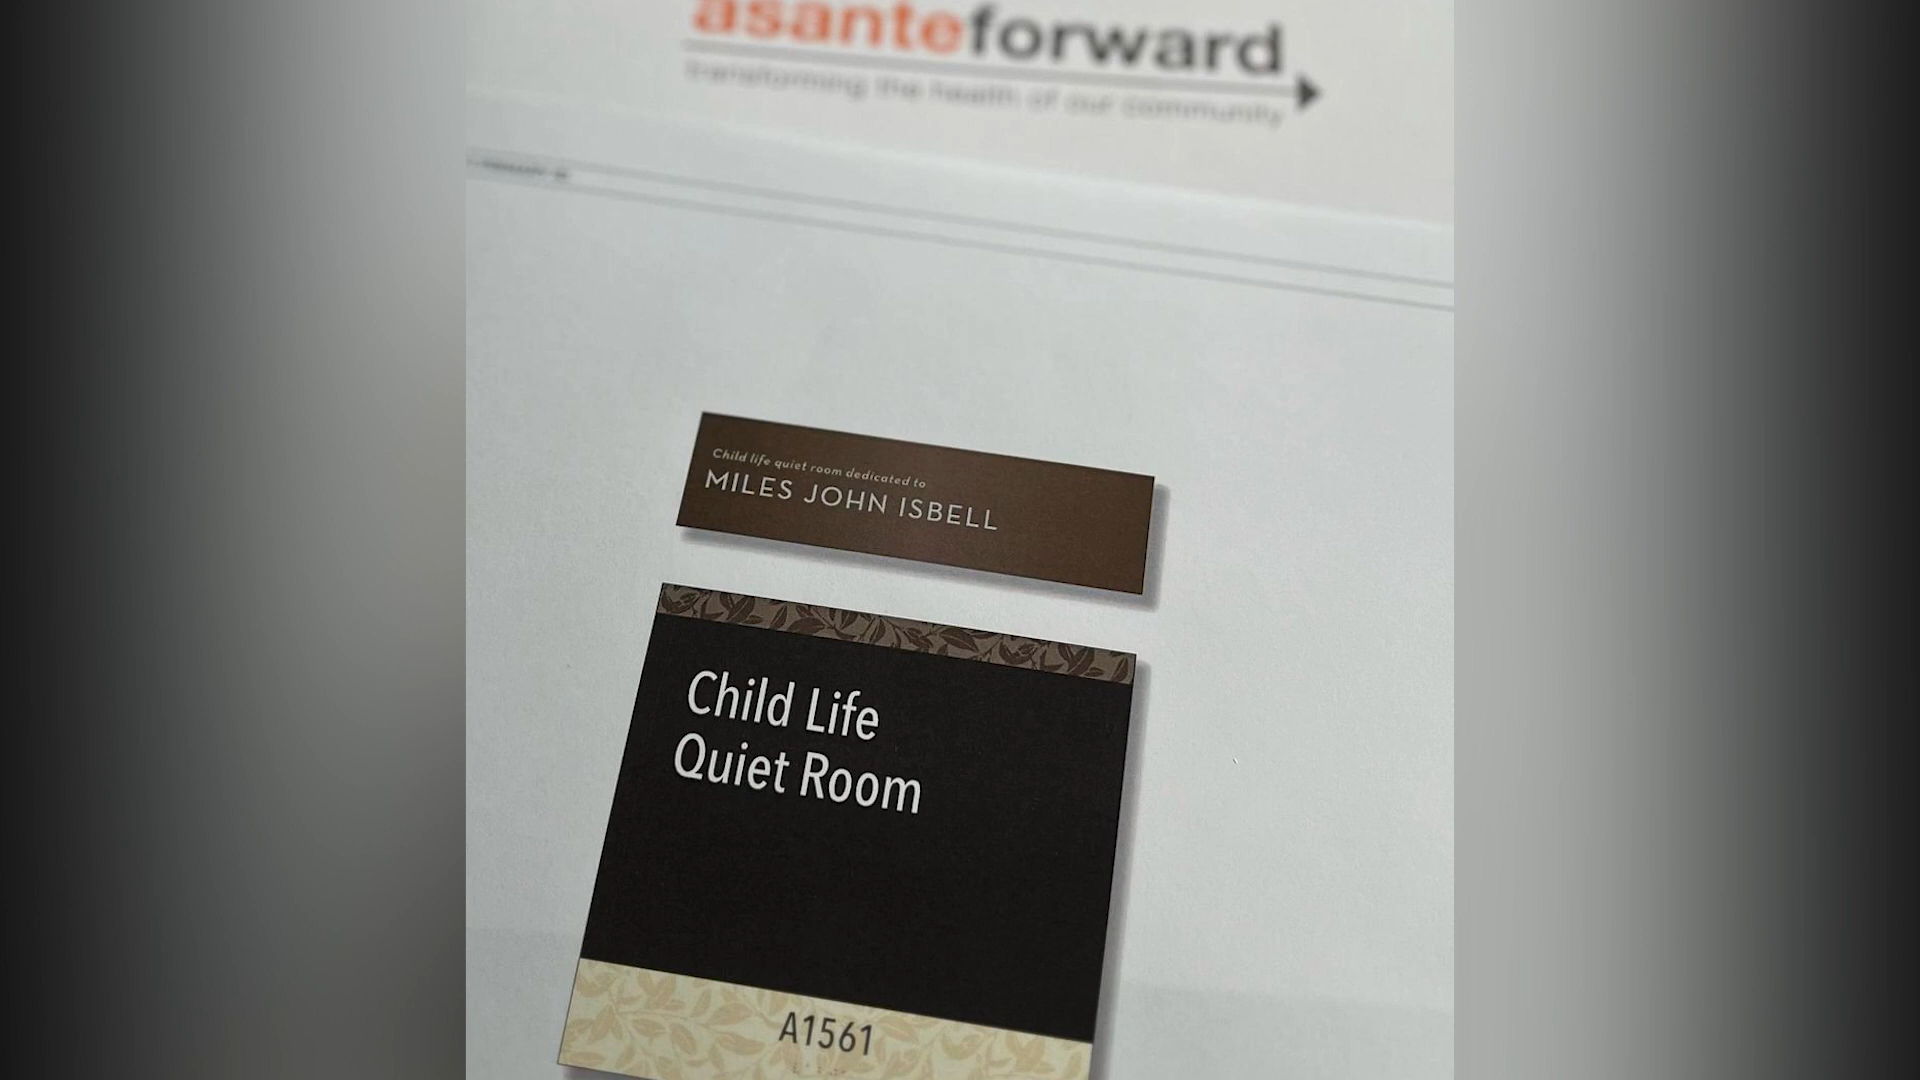 asanteforward
transforming the health of our community
Child life quiet room dedicated to
MILES JOHN ISBELL
Child Life
Quiet Room
A1561